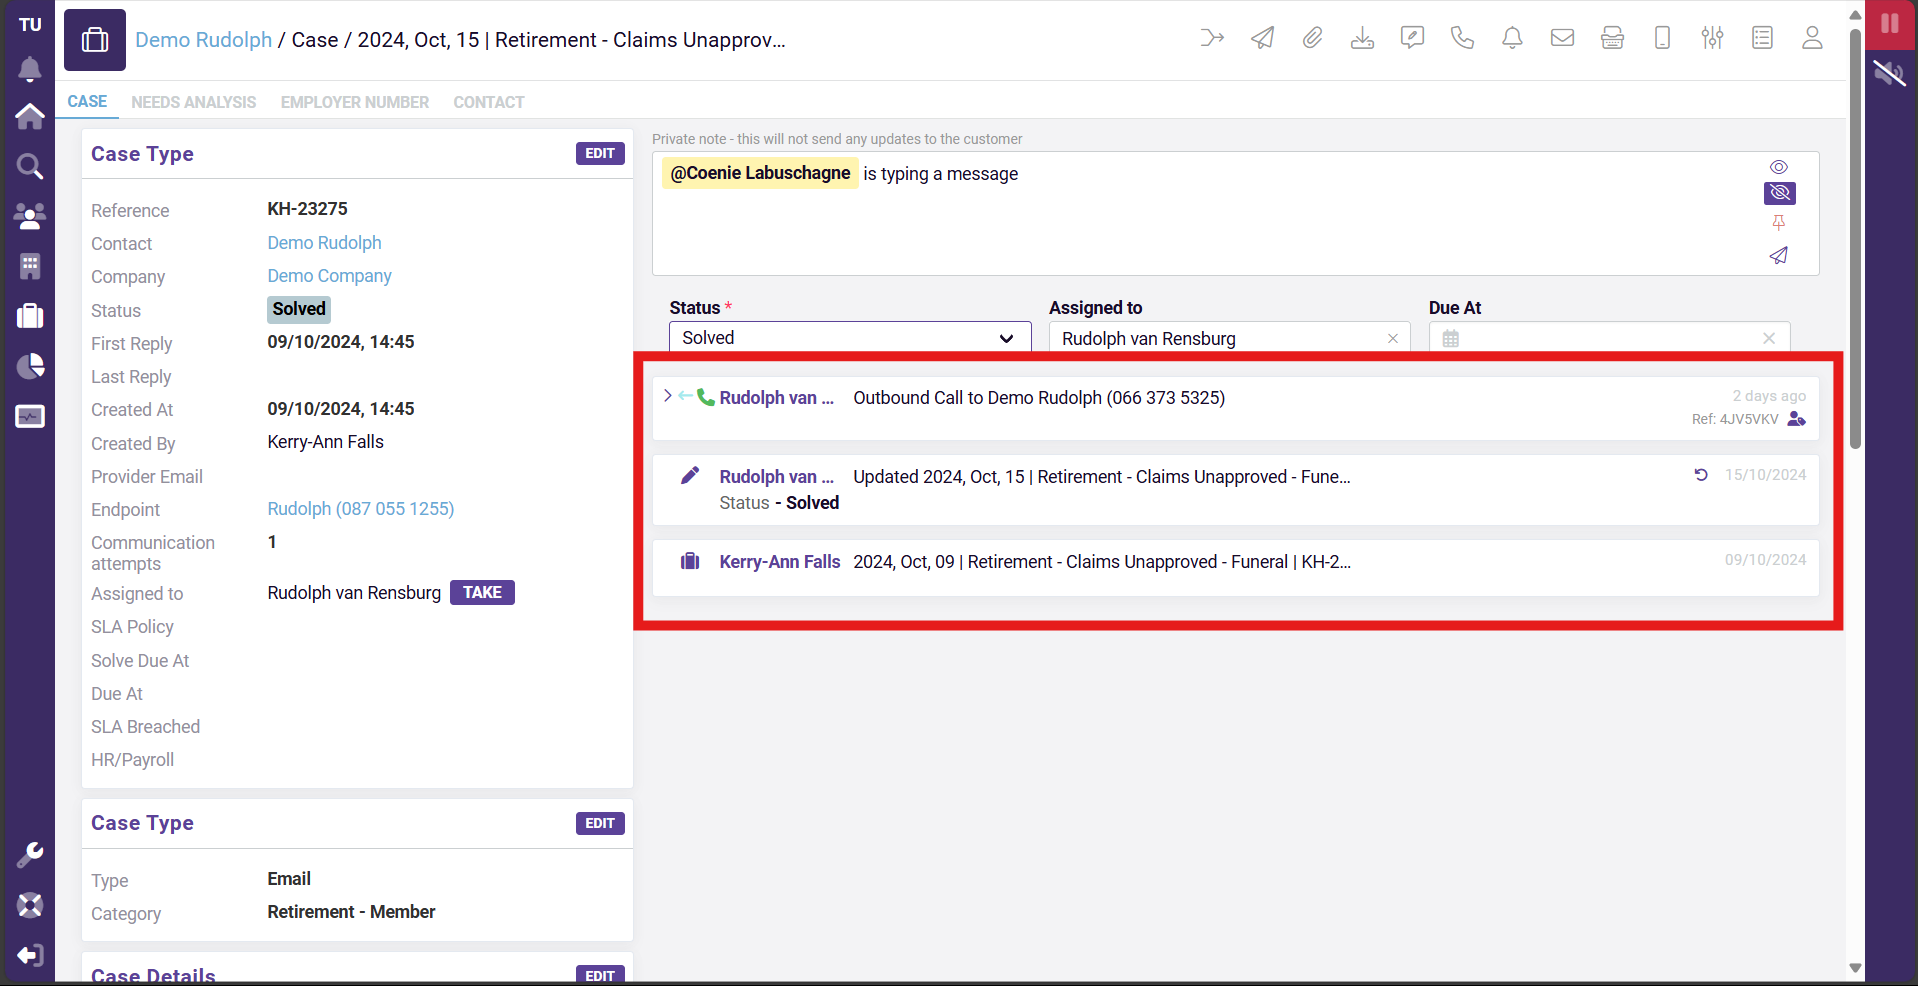 TU
Demo Rudolph / Case / 2024, Oct, 15 | Retirement - Claims Unapprov...
CASE NEEDS ANALYSIS EMPLOYER NUMBER CONTACT
Case Type EDIT
Reference KH-23275
Contact Demo Rudolph
Company Demo Company
Status Solved
First Reply 09/10/2024, 14:45
Last Reply
Created At 09/10/2024, 14:45
Created By Kerry-Ann Falls
Provider Email
Endpoint Rudolph (087 055 1255)
Communication 1
attempts
Assigned to Rudolph van Rensburg TAKE
SLA Policy
Solve Due At
Due At
SLA Breached
HR/Payroll
Case Type EDIT
Type Email
Category Retirement - Member
Case Details EDIT
Private note - this will not send any updates to the customer
@Coenie Labuschagne is typing a message
Status * Assigned to Due At
Solved Rudolph van Rensburg
Rudolph van ... Outbound Call to Demo Rudolph (066 373 5325) 2 days ago
Ref: 4JV5VKV
Rudolph van ... Updated 2024, Oct, 15 | Retirement - Claims Unapproved - Fune... 15/10/2024
Status - Solved
Kerry-Ann Falls 2024, Oct, 09 | Retirement - Claims Unapproved - Funeral | KH-2... 09/10/2024